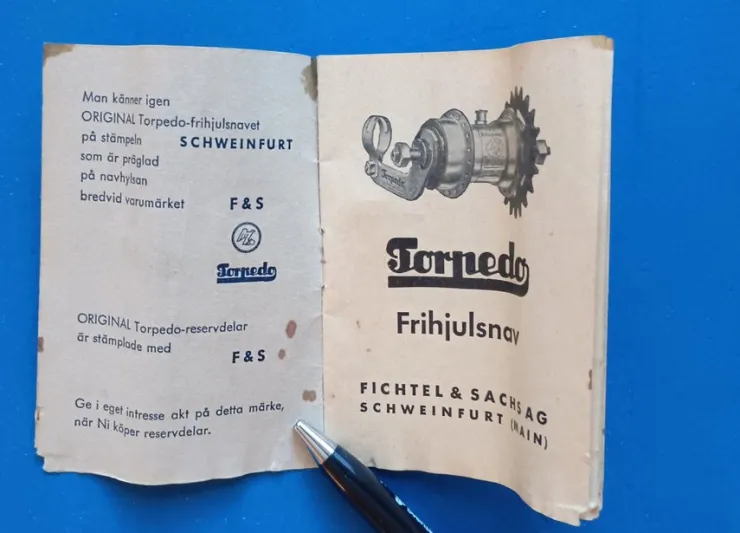 Man känner igen
ORIGINAL Torpedo-frihjulsnavet
på stämpeln SCHWEINFURT
som är pröglad
på navhylsan
bredvid varumärket F & S
Torpedo
ORIGINAL Torpedo-reservdelar
är stämplade med F & S
Ge i eget intresse akt på detta märke,
när Ni köper reservdelar.
Torpedo
Torpedo
Frihjulsnav
FICHTEL & SACHS AG
SCHWEINFURT (MAIN)